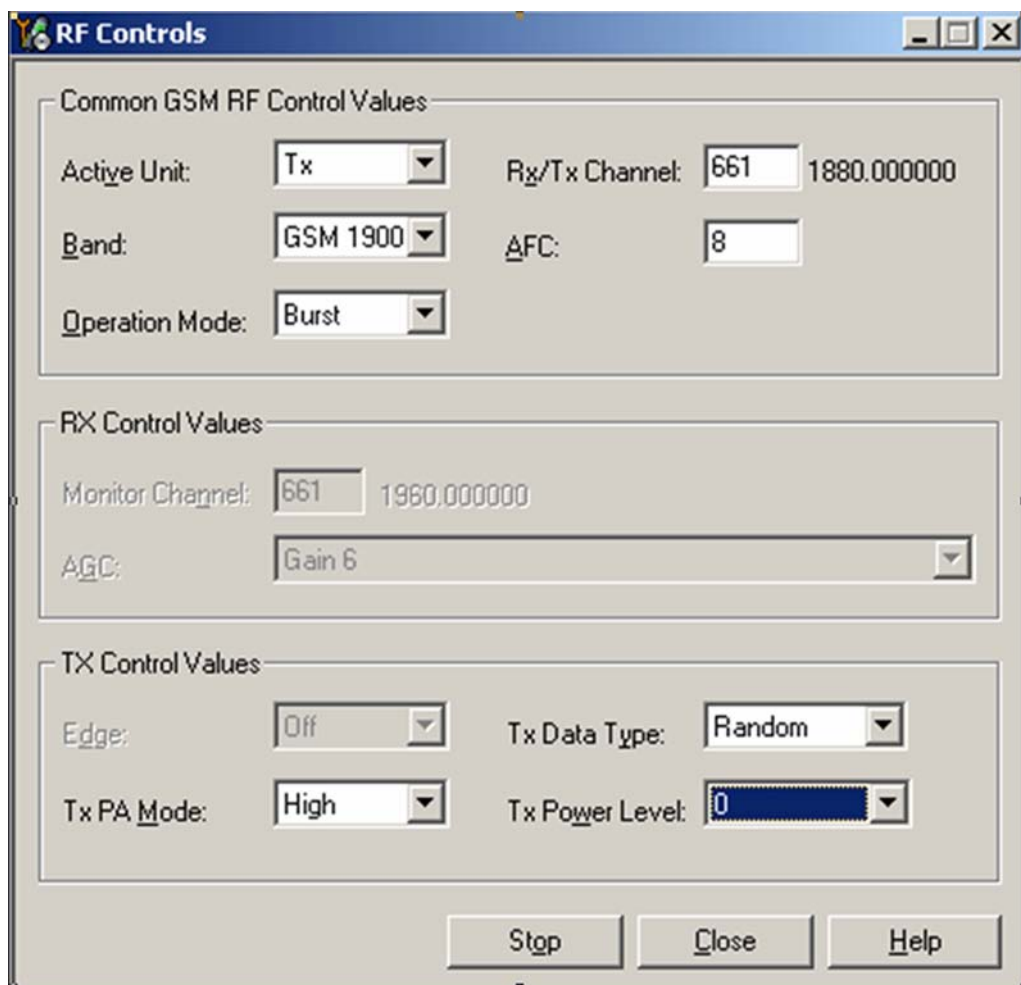 RF Controls
Common GSM RF Control Values
Active Unit: Tx Rx/Tx Channel: 661 1880.000000
Band: GSM 1900 AFC: 8
Operation Mode: Burst
RX Control Values
Monitor Channel: 661 1960.000000
AGC: Gain 6
TX Control Values
Edge: Off Tx Data Type: Random
Tx PA Mode: High Tx Power Level: 0
Stop Close Help